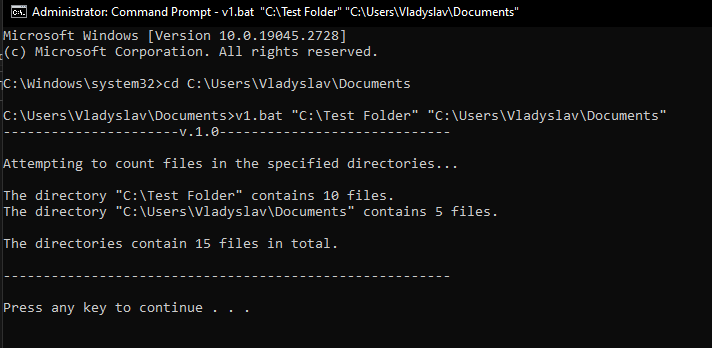 Administrator: Command Prompt - v1.bat "C:\Test Folder" "C:\Users\Vladyslav\Documents"
Microsoft Windows [Version 10.0.19045.2728]
(c) Microsoft Corporation. All rights reserved.
C:\Windows\system32>cd C:\Users\Vladyslav\Documents
C:\Users\Vladyslav\Documents>v1.bat "C:\Test Folder" "C:\Users\Vladyslav\Documents"
----------------------v.1.0-----------------------------
Attempting to count files in the specified directories...
The directory "C:\Test Folder" contains 10 files.
The directory "C:\Users\Vladyslav\Documents" contains 5 files.
The directories contain 15 files in total.
--------------------------------------------------------
Press any key to continue . . .